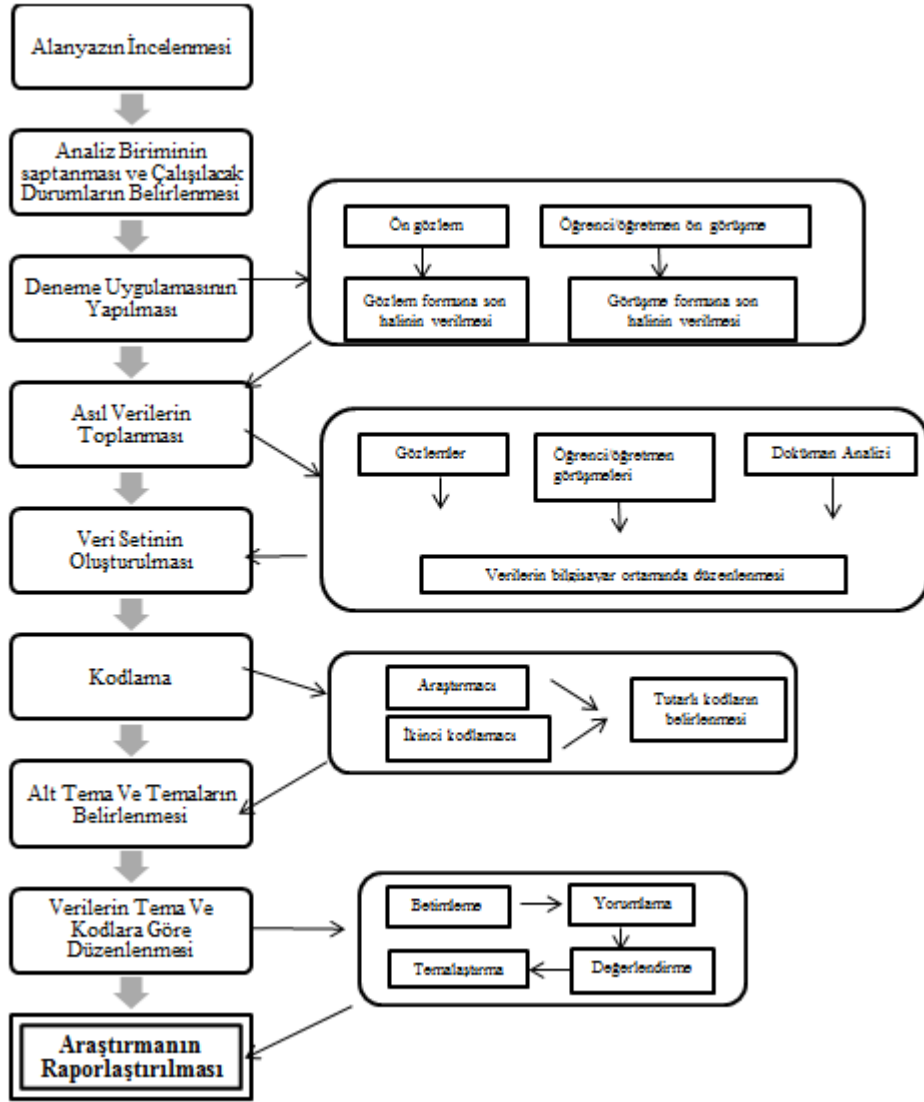 Alanyazın İncelenmesi
Analiz Biriminin
saptanması ve Çalışılacak
Durumların Belirlenmesi
Deneme Uygulamasının
Yapılması
Ön gözlem
Öğrenci/öğretmen ön görüşme
Gözlem formuna son
halinin verilmesi
Görüşme formuna son
halinin verilmesi
Asıl Verilerin
Toplanması
Gözlemler
Öğrenci/öğretmen
görüşmeleri
Doküman Analizi
Verilerin bilgisayar ortamında düzenlenmesi
Veri Setinin
Oluşturulması
Kodlama
Araştırmacı
İkinci kodlamacı
Tutarlı kodların
belirlenmesi
Alt Tema Ve Temaların
Belirlenmesi
Verilerin Tema Ve
Kodlara Göre
Düzenlenmesi
Betimleme
Yorumlama
Temalaştırma
Değerlendirme
Araştırmanın
Raporlaştırılması